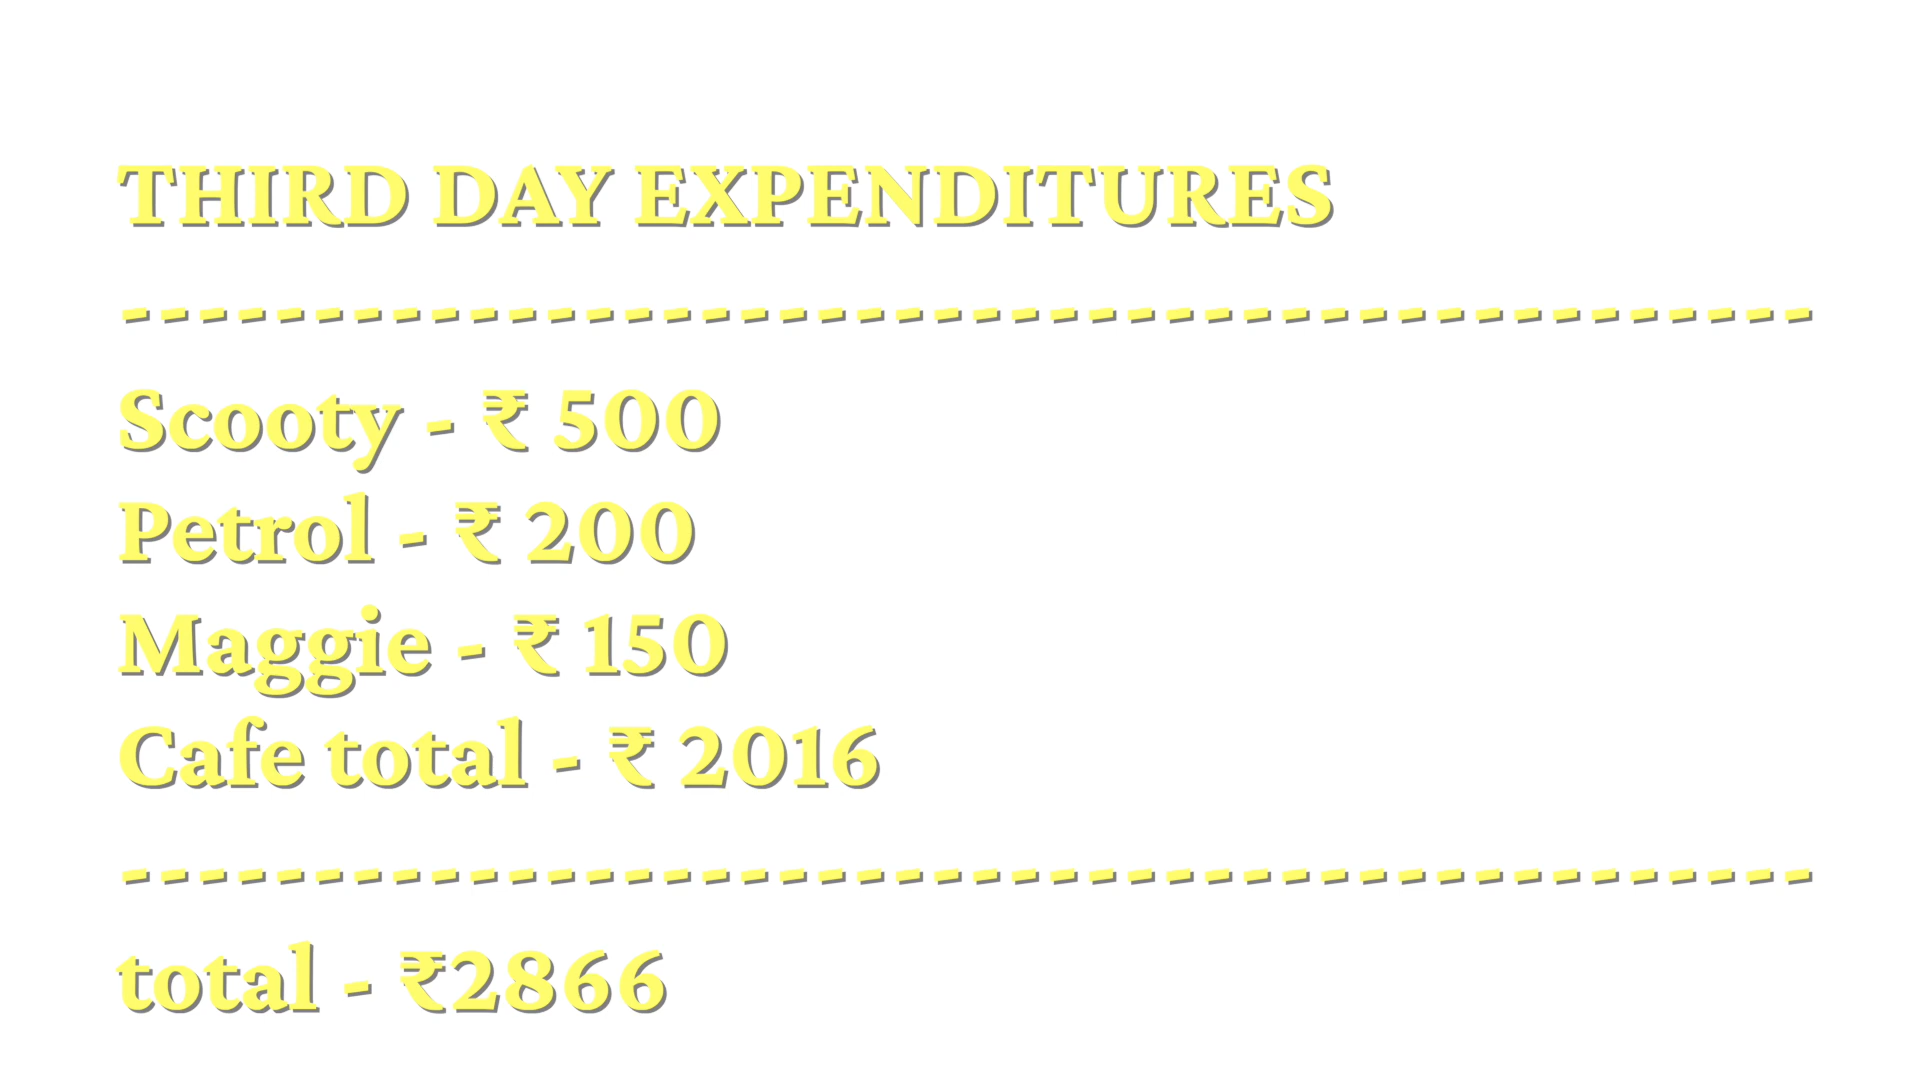 THIRD DAY EXPENDITURES
--------------------------------------------
Scooty - ₹ 500
Petrol - ₹ 200
Maggie - ₹ 150
Cafe total - ₹ 2016
--------------------------------------------
total - ₹2866